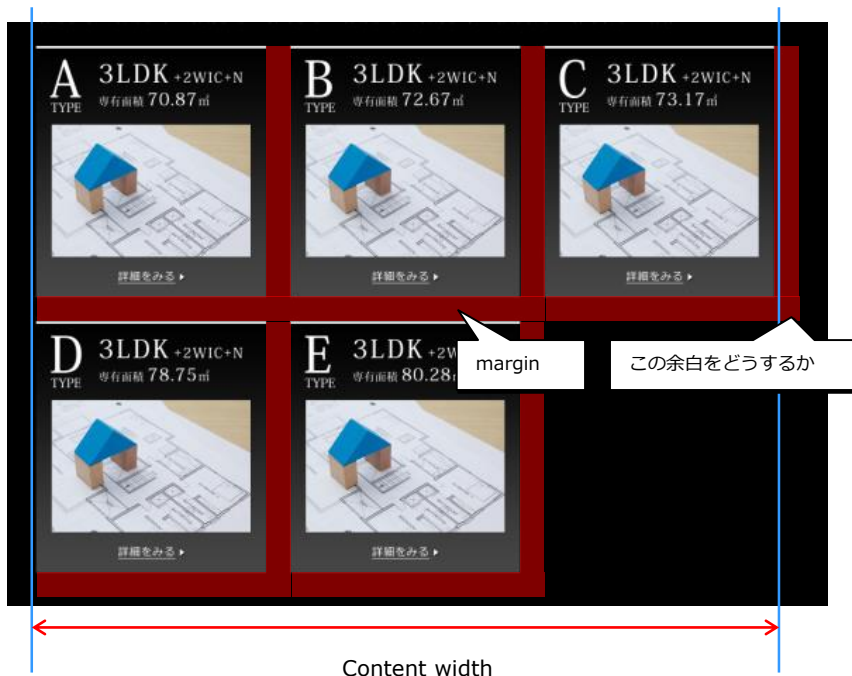 A
TYPE
3LDK +2WIC+N
専有面積 70.87㎡
詳細をみる
B
TYPE
3LDK +2WIC+N
専有面積 72.67㎡
詳細をみる
C
TYPE
3LDK +2WIC+N
専有面積 73.17㎡
詳細をみる
margin
この余白をどうするか
D
TYPE
3LDK +2WIC+N
専有面積 78.75㎡
詳細をみる
E
TYPE
3LDK +2W
専有面積 80.28
詳細をみる
Content width